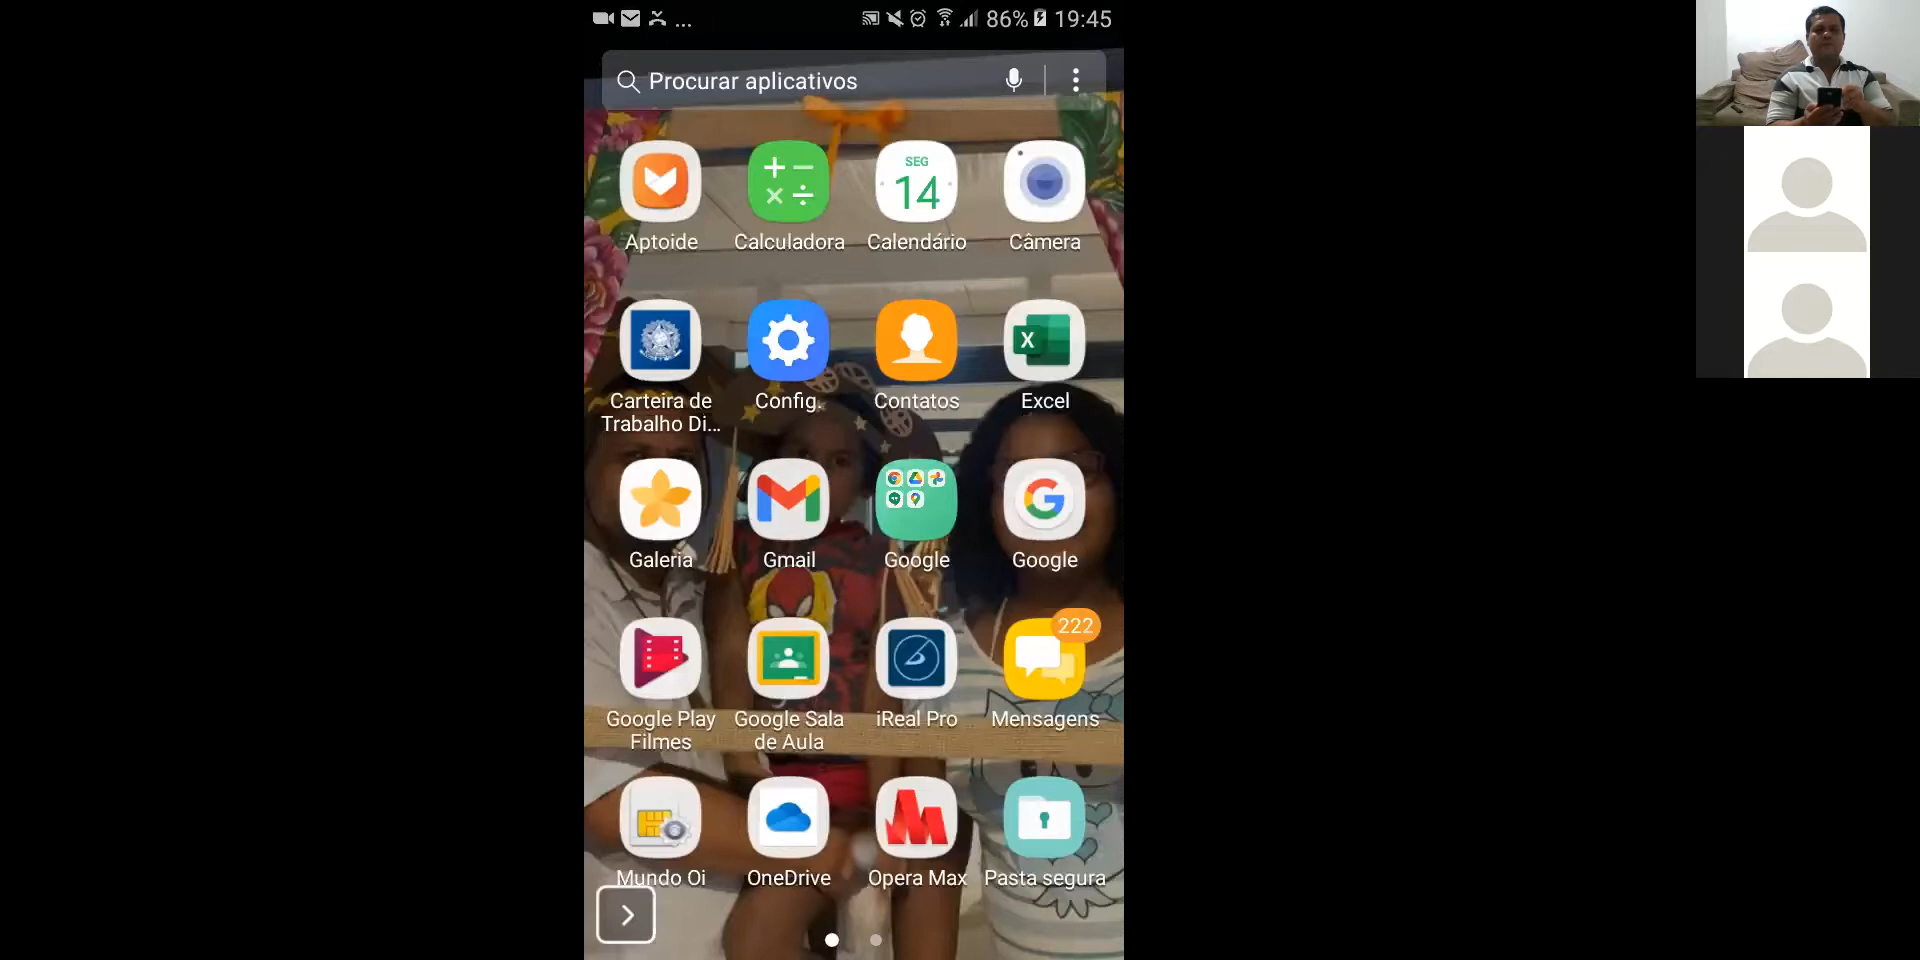 ... 86% 19:45
Procurar aplicativos
SEG
14
Aptoide Calculadora Calendário Câmera
X
Carteira de Config. Contatos Excel
Trabalho Di...
Galeria Gmail Google Google
222
Google Play Google Sala iReal Pro Mensagens
Filmes de Aula
Mundo Oi OneDrive Opera Max Pasta segura